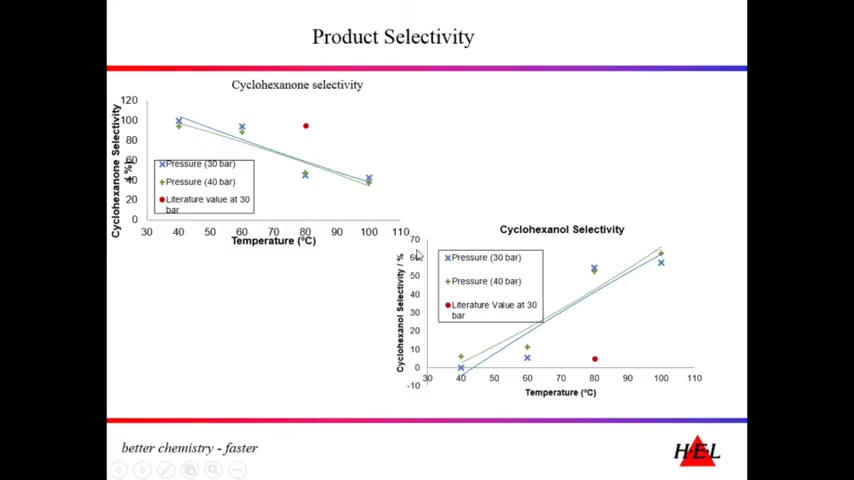 Product Selectivity
Cyclohexanone selectivity
Cyclohexanone Selectivity
(%)
120
100
80
60
40
20
0
Pressure (30 bar)
Pressure (40 bar)
Literature value at 30
bar
30 40 50 60 70 80 90 100 110
Temperature (ºC)
Cyclohexanol Selectivity
Cyclohexanol Selectivity / %
70
60
50
40
30
20
10
0
-10
Pressure (30 bar)
Pressure (40 bar)
Literature Value at 30
bar
30 40 50 60 70 80 90 100 110
Temperature (ºC)
better chemistry - faster
HEL